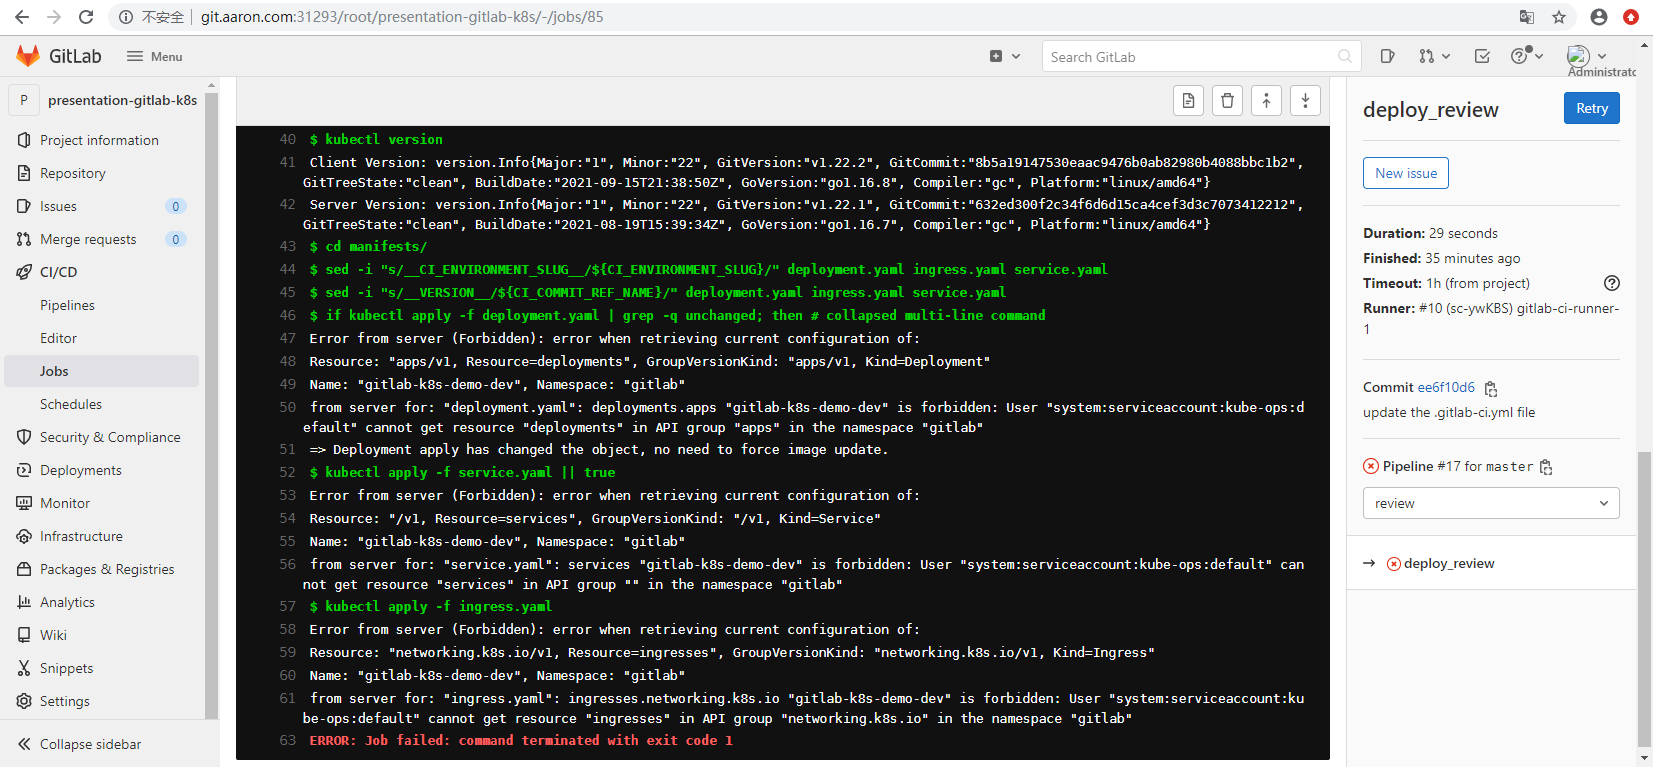 不安全 git.aaron.com:31293/root/presentation-gitlab-k8s/-/jobs/85
GitLab Menu Search GitLab Administrato
P presentation-gitlab-k8s
Project information
Repository
Issues 0
Merge requests 0
CI/CD
Pipelines
Editor
Jobs
Schedules
Security & Compliance
Deployments
Monitor
Infrastructure
Packages & Registries
Analytics
Wiki
Snippets
Settings
Collapse sidebar
40 $ kubectl version
41 Client Version: version.Info{Major:"1", Minor:"22", GitVersion:"v1.22.2", GitCommit:"8b5a19147530eaac9476b0ab82980b4088bbc1b2",
GitTreeState:"clean", BuildDate:"2021-09-15T21:38:50Z", GoVersion:"go1.16.8", Compiler:"gc", Platform:"linux/amd64"}
42 Server Version: version.Info{Major:"1", Minor:"22", GitVersion:"v1.22.1", GitCommit:"632ed300f2c34f6d6d15ca4cef3d3c7073412212",
GitTreeState:"clean", BuildDate:"2021-08-19T15:39:34Z", GoVersion:"go1.16.7", Compiler:"gc", Platform:"linux/amd64"}
43 $ cd manifests/
44 $ sed -i "s/__CI_ENVIRONMENT_SLUG__/${CI_ENVIRONMENT_SLUG}/" deployment.yaml ingress.yaml service.yaml
45 $ sed -i "s/__VERSION__/${CI_COMMIT_REF_NAME}/" deployment.yaml ingress.yaml service.yaml
46 $ if kubectl apply -f deployment.yaml | grep -q unchanged; then # collapsed multi-line command
47 Error from server (Forbidden): error when retrieving current configuration of:
48 Resource: "apps/v1, Resource=deployments", GroupVersionKind: "apps/v1, Kind=Deployment"
49 Name: "gitlab-k8s-demo-dev", Namespace: "gitlab"
50 from server for: "deployment.yaml": deployments.apps "gitlab-k8s-demo-dev" is forbidden: User "system:serviceaccount:kube-ops:d
efault" cannot get resource "deployments" in API group "apps" in the namespace "gitlab"
51 => Deployment apply has changed the object, no need to force image update.
52 $ kubectl apply -f service.yaml || true
53 Error from server (Forbidden): error when retrieving current configuration of:
54 Resource: "/v1, Resource=services", GroupVersionKind: "/v1, Kind=Service"
55 Name: "gitlab-k8s-demo-dev", Namespace: "gitlab"
56 from server for: "service.yaml": services "gitlab-k8s-demo-dev" is forbidden: User "system:serviceaccount:kube-ops:default" can
not get resource "services" in API group "" in the namespace "gitlab"
57 $ kubectl apply -f ingress.yaml
58 Error from server (Forbidden): error when retrieving current configuration of:
59 Resource: "networking.k8s.io/v1, Resource=ingresses", GroupVersionKind: "networking.k8s.io/v1, Kind=Ingress"
60 Name: "gitlab-k8s-demo-dev", Namespace: "gitlab"
61 from server for: "ingress.yaml": ingresses.networking.k8s.io "gitlab-k8s-demo-dev" is forbidden: User "system:serviceaccount:ku
be-ops:default" cannot get resource "ingresses" in API group "networking.k8s.io" in the namespace "gitlab"
63 ERROR: Job failed: command terminated with exit code 1
deploy_review Retry
New issue
Duration: 29 seconds
Finished: 35 minutes ago
Timeout: 1h (from project)
Runner: #10 (sc-ywKBS) gitlab-ci-runner-
1
Commit ee6f10d6
update the .gitlab-ci.yml file
Pipeline #17 for master
review
deploy_review